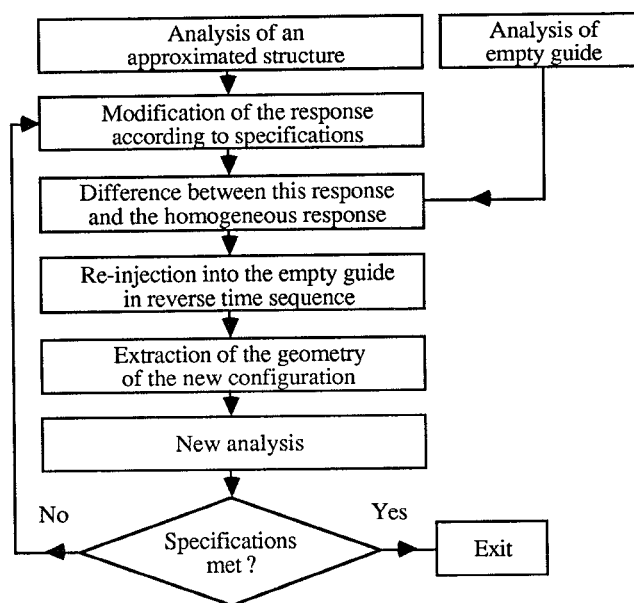 Analysis of an
approximated structure
Analysis of
empty guide
Modification of the response
according to specifications
Difference between this response
and the homogeneous response
Re-injection into the empty guide
in reverse time sequence
Extraction of the geometry
of the new configuration
New analysis
No
Yes
Specifications
met ?
Exit